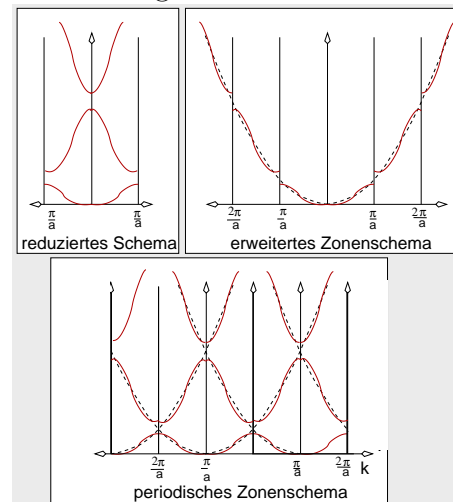 π/a π/a
reduziertes Schema
2π/a π/a π/a 2π/a
erweitertes Zonenschema
2π/a π/a π/a 2π/a k
periodisches Zonenschema